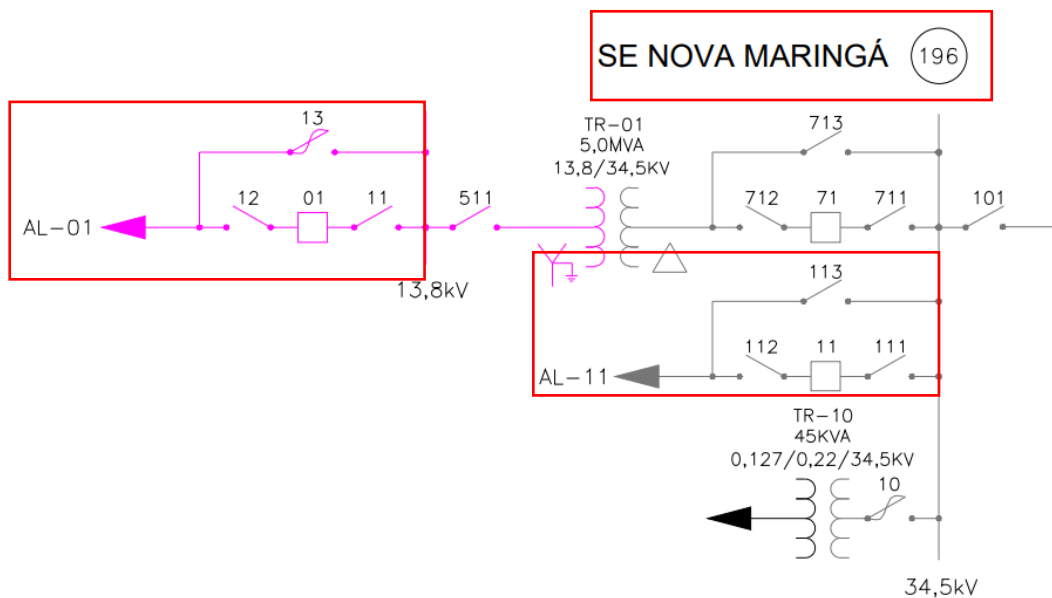 SE NOVA MARINGÁ 196
13
TR-01
5,0MVA
13,8/34,5KV
713
12 01 11 511
712 71 711 101
AL-01
13,8kV
113
112 11 111
AL-11
TR-10
45KVA
0,127/0,22/34,5KV
10
34,5kV